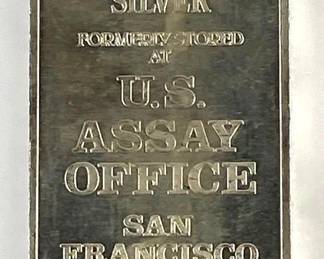 SILVER
FORMERLY STORED
AT
U.S.
ASSAY
OFFICE
SAN
FRANCISCO